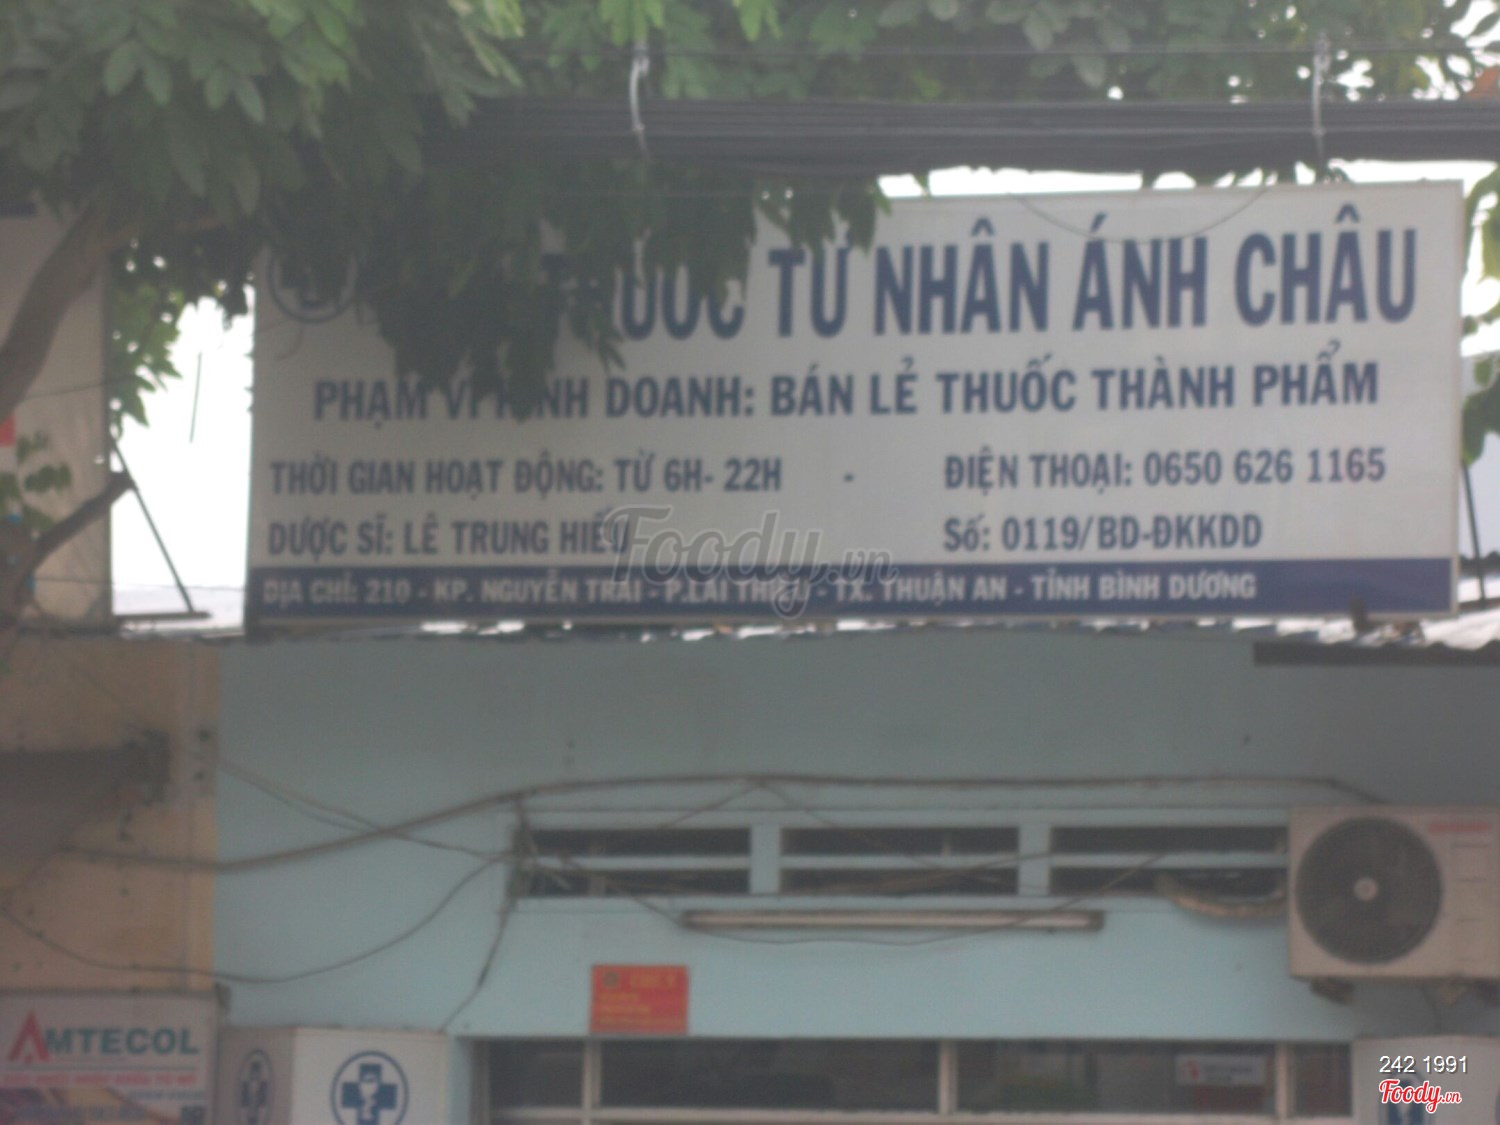 THUỐC TƯ NHÂN ÁNH CHÂU
PHẠM VI KINH DOANH: BÁN LẺ THUỐC THÀNH PHẨM
THỜI GIAN HOẠT ĐỘNG: TỪ 6H- 22H - ĐIỆN THOẠI: 0650 626 1165
DƯỢC SĨ: LÊ TRUNG HIẾU Số: 0119/BD-ĐKKDD
ĐỊA CHỈ: 210 - KP. NGUYỄN TRÃI - P.LÁI THIÊU - TX. THUẬN AN - TỈNH BÌNH DƯƠNG
Foody.vn
AMTECOL
242 1991
Foody.vn